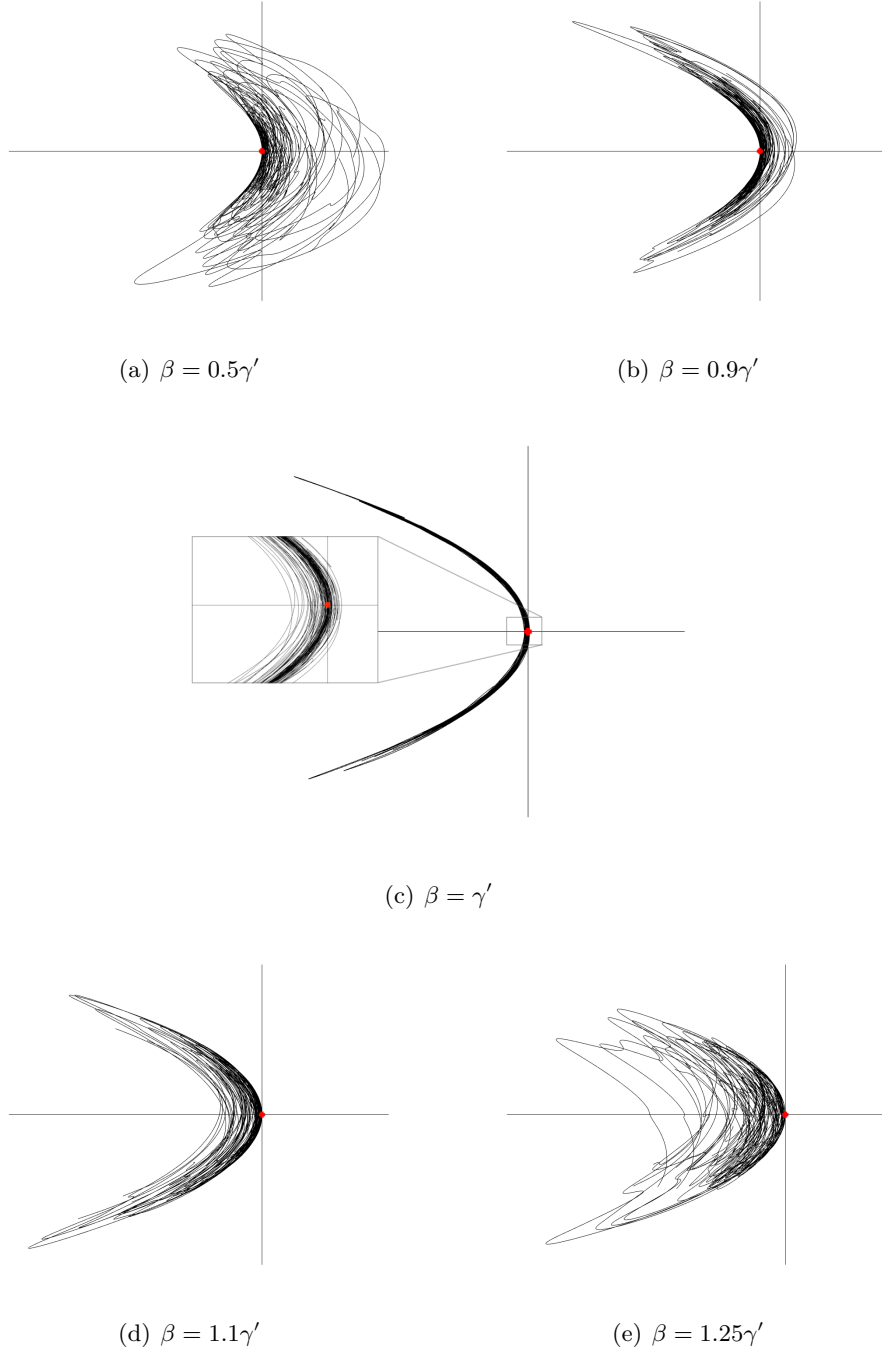 (a) β = 0.5γ′
(b) β = 0.9γ′
(c) β = γ′
(d) β = 1.1γ′
(e) β = 1.25γ′